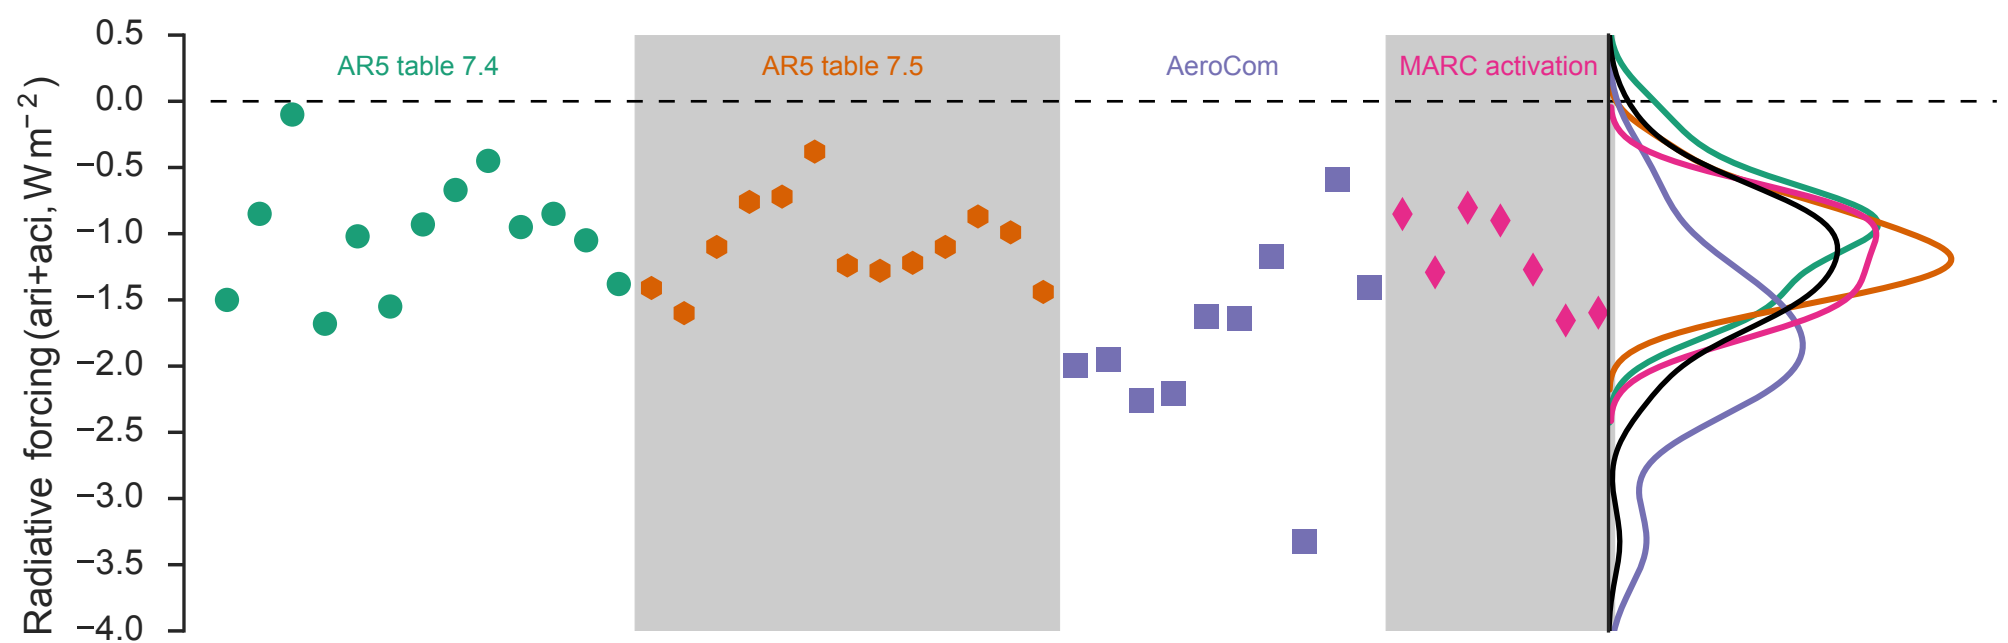 0.5
0.0
−0.5
−1.0
−1.5
−2.0
−2.5
−3.0
−3.5
−4.0
Radiative forcing (ari+aci, W m⁻²)
AR5 table 7.4
AR5 table 7.5
AeroCom
MARC activation